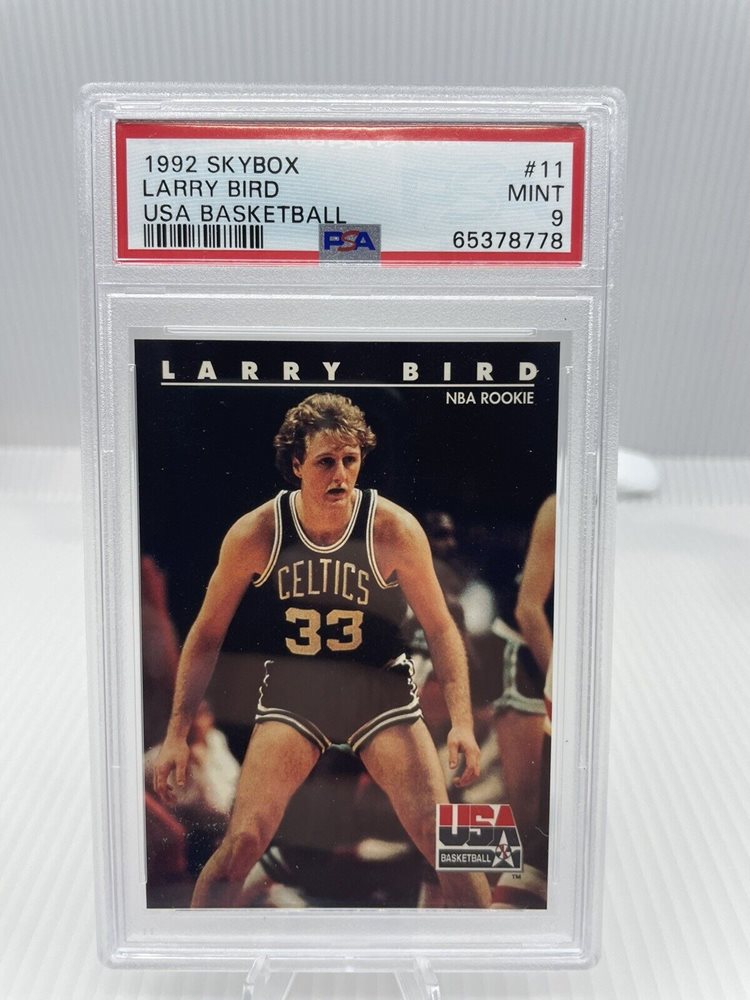 1992 SKYBOX #11
LARRY BIRD MINT
USA BASKETBALL 9
PSA 65378778
LARRY BIRD
NBA ROOKIE
CELTICS
33
USA
BASKETBALL
TM